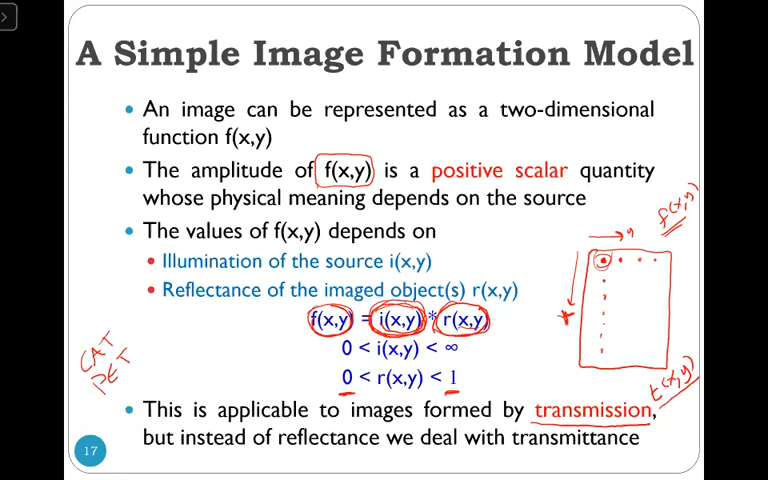 A Simple Image Formation Model
• An image can be represented as a two-dimensional
function f(x,y)
• The amplitude of f(x,y) is a positive scalar quantity
whose physical meaning depends on the source
• The values of f(x,y) depends on
• Illumination of the source i(x,y)
• Reflectance of the imaged object(s) r(x,y)
f(x,y) = i(x,y) * r(x,y)
0 < i(x,y) < ∞
0 < r(x,y) < 1
• This is applicable to images formed by transmission,
but instead of reflectance we deal with transmittance
17
CAT
PET
f(x,y)
y
x
t(x,y)